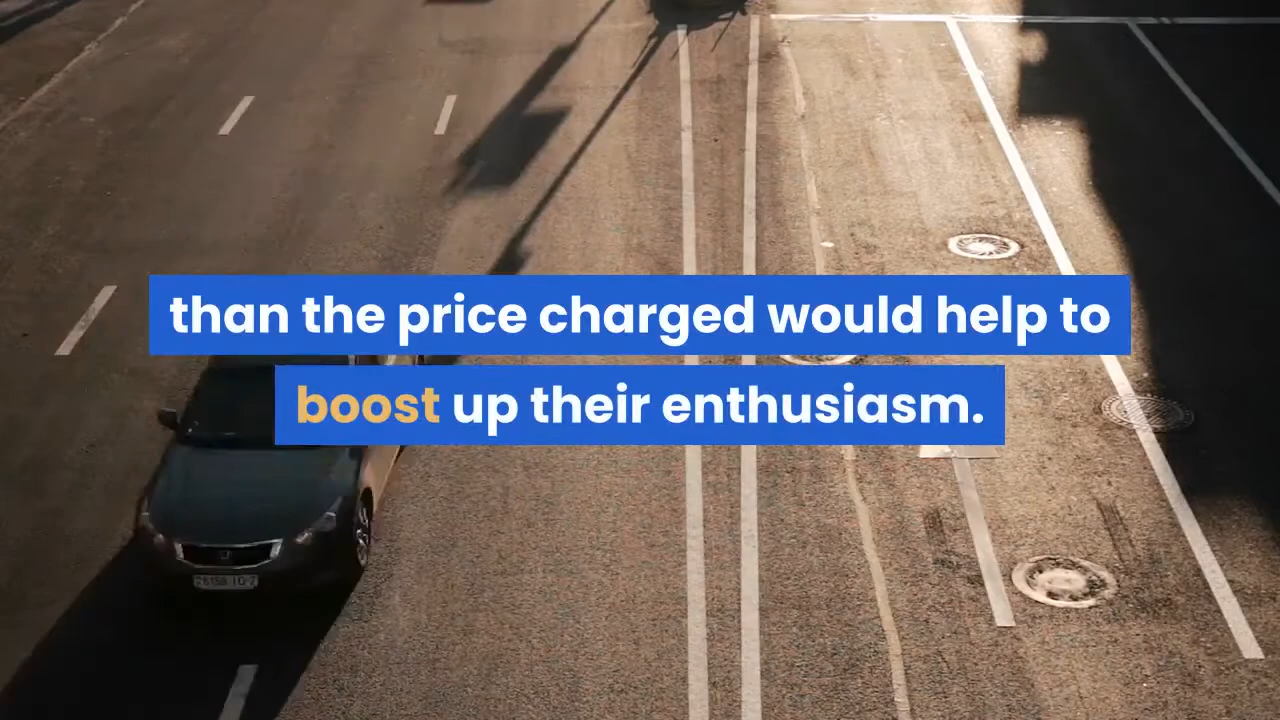 than the price charged would help to
boost up their enthusiasm.